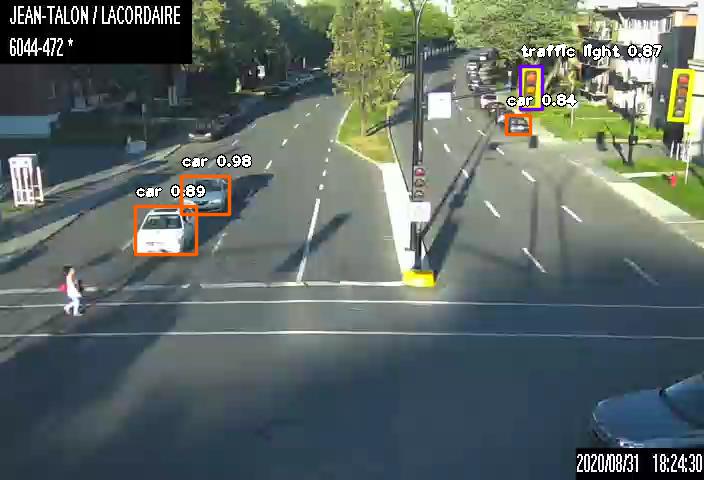 JEAN-TALON / LACORDAIRE
6044-472 *
traffic light 0.87
car 0.84
car 0.98
car 0.89
2020/08/31 18:24:30